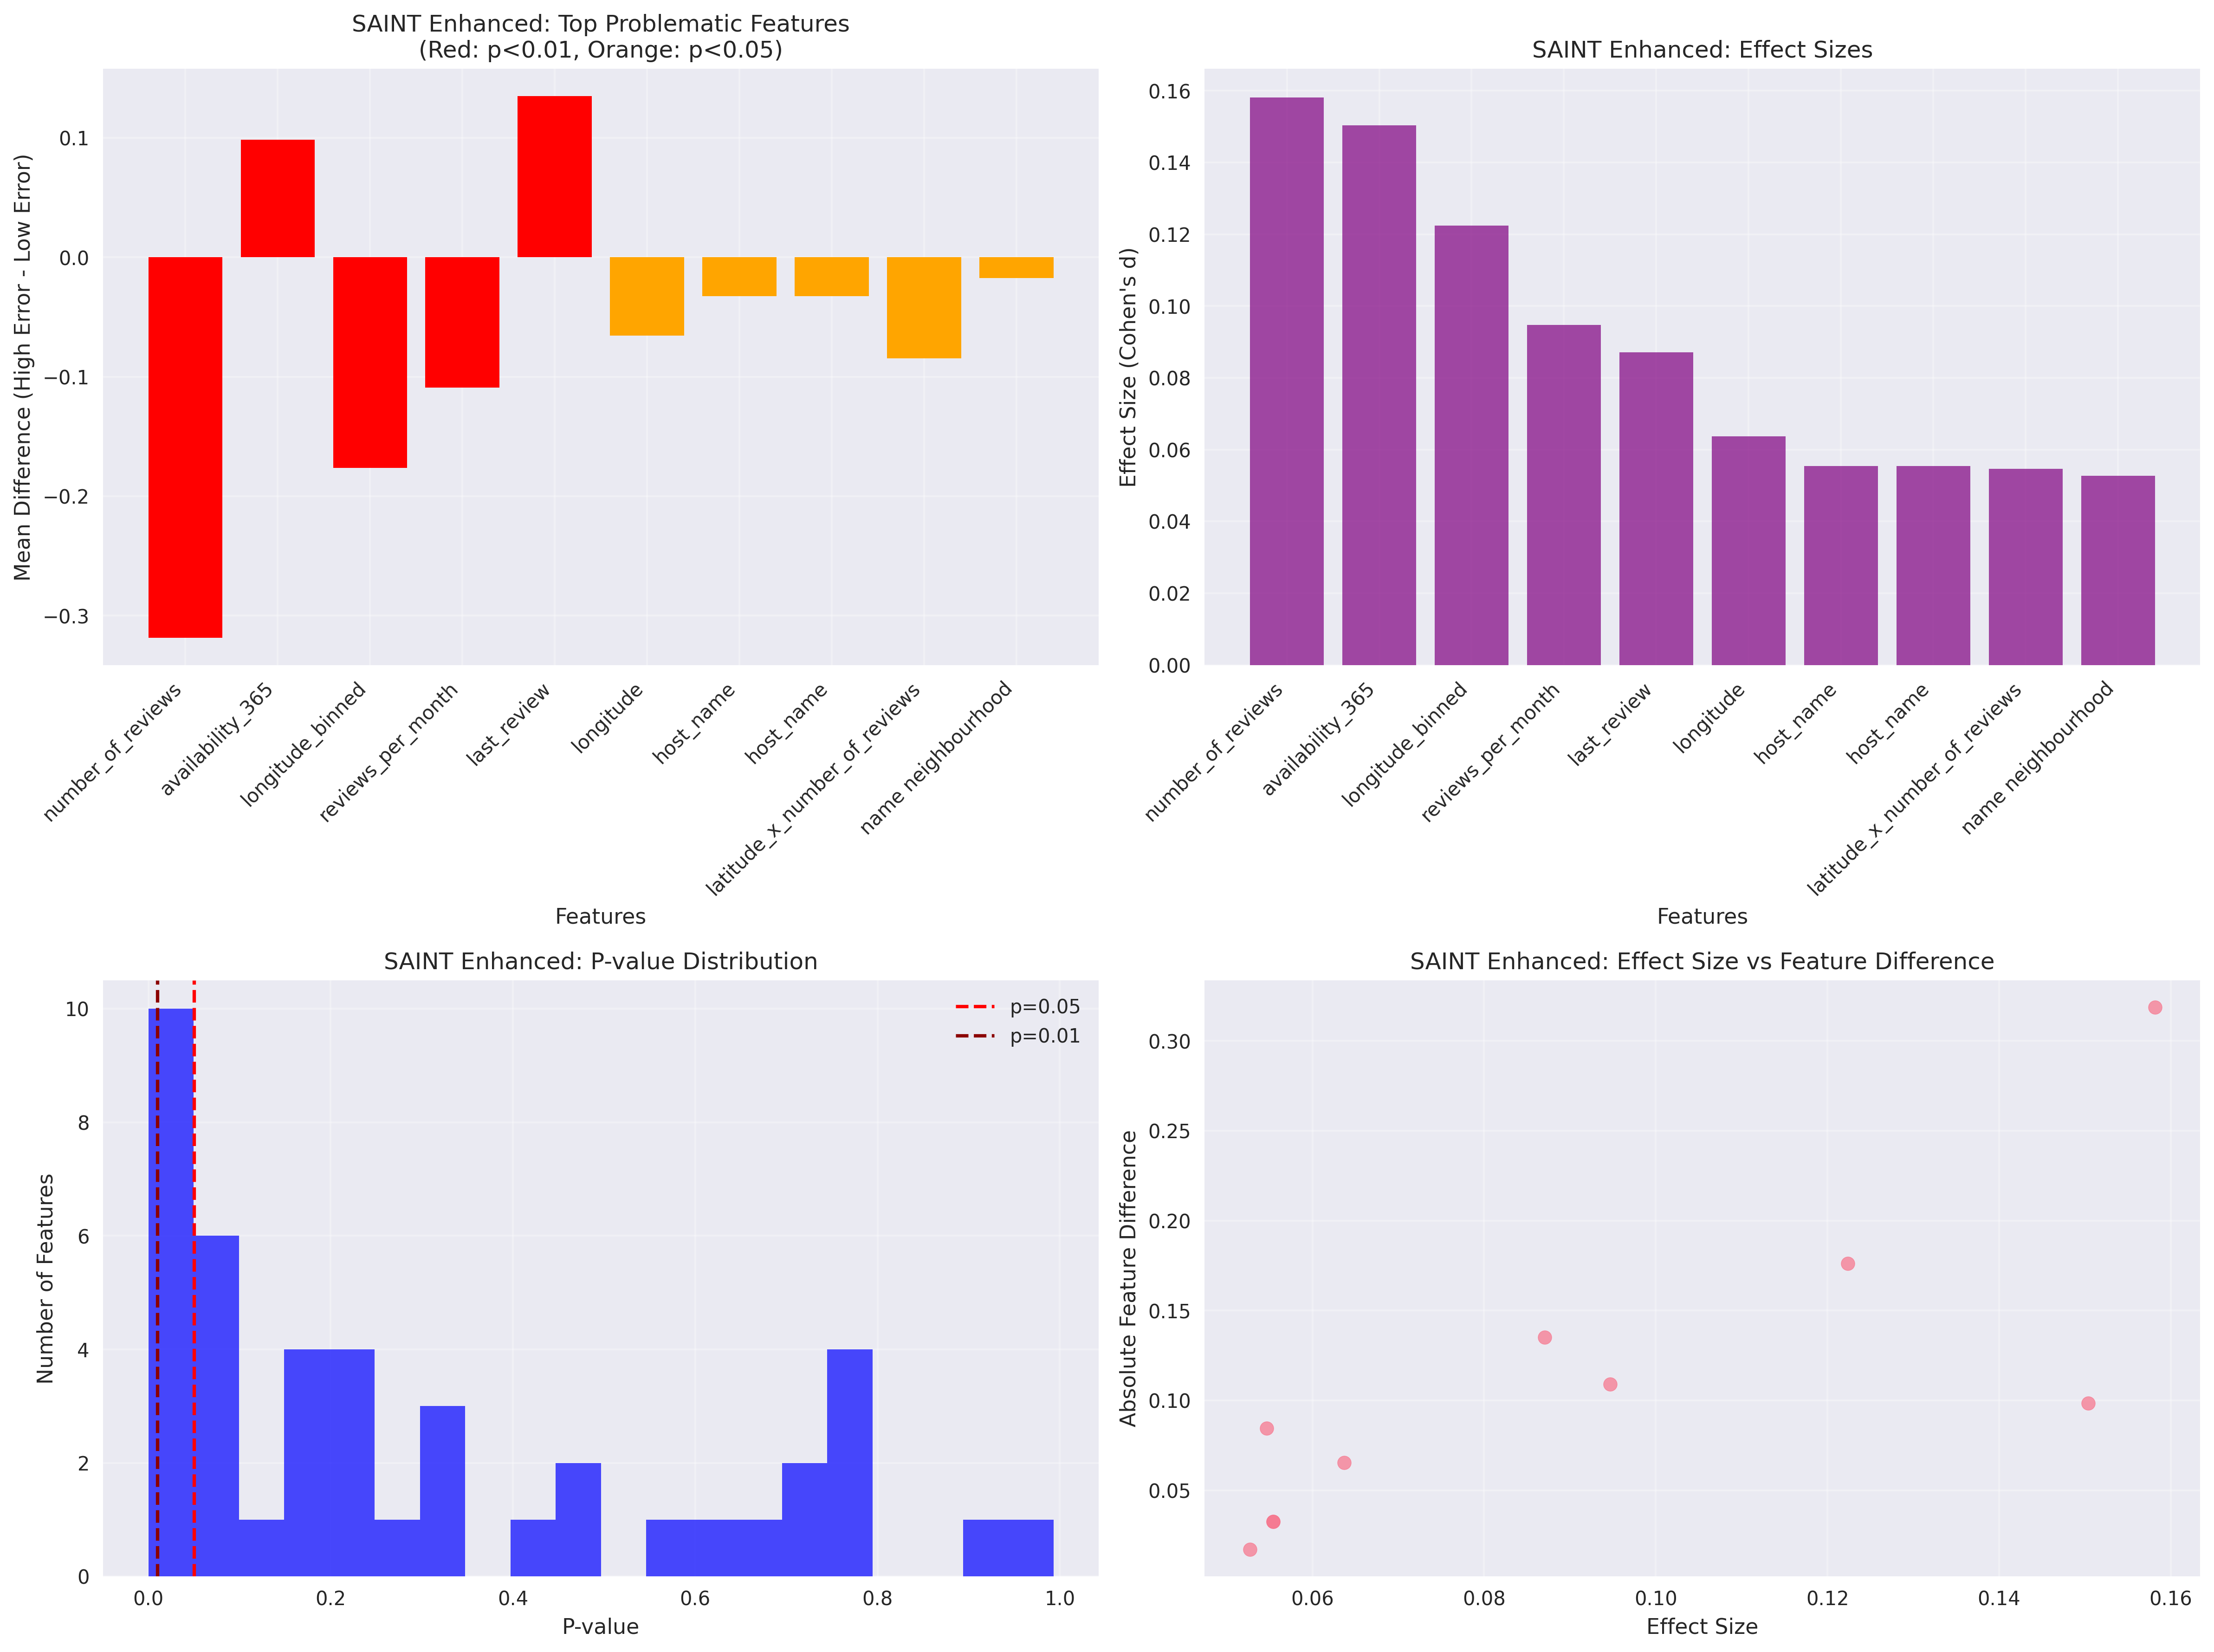 SAINT Enhanced: Top Problematic Features
(Red: p<0.01, Orange: p<0.05)
Mean Difference (High Error - Low Error)
0.1
0.0
−0.1
−0.2
−0.3
number_of_reviews
availability_365
longitude_binned
reviews_per_month
last_review
longitude
host_name
host_name
latitude_x_number_of_reviews
name neighbourhood
Features
SAINT Enhanced: Effect Sizes
Effect Size (Cohen's d)
0.16
0.14
0.12
0.10
0.08
0.06
0.04
0.02
0.00
number_of_reviews
availability_365
longitude_binned
reviews_per_month
last_review
longitude
host_name
host_name
latitude_x_number_of_reviews
name neighbourhood
Features
SAINT Enhanced: P-value Distribution
Number of Features
10
8
6
4
2
0
p=0.05
p=0.01
0.0
0.2
0.4
0.6
0.8
1.0
P-value
SAINT Enhanced: Effect Size vs Feature Difference
Absolute Feature Difference
0.30
0.25
0.20
0.15
0.10
0.05
0.06
0.08
0.10
0.12
0.14
0.16
Effect Size